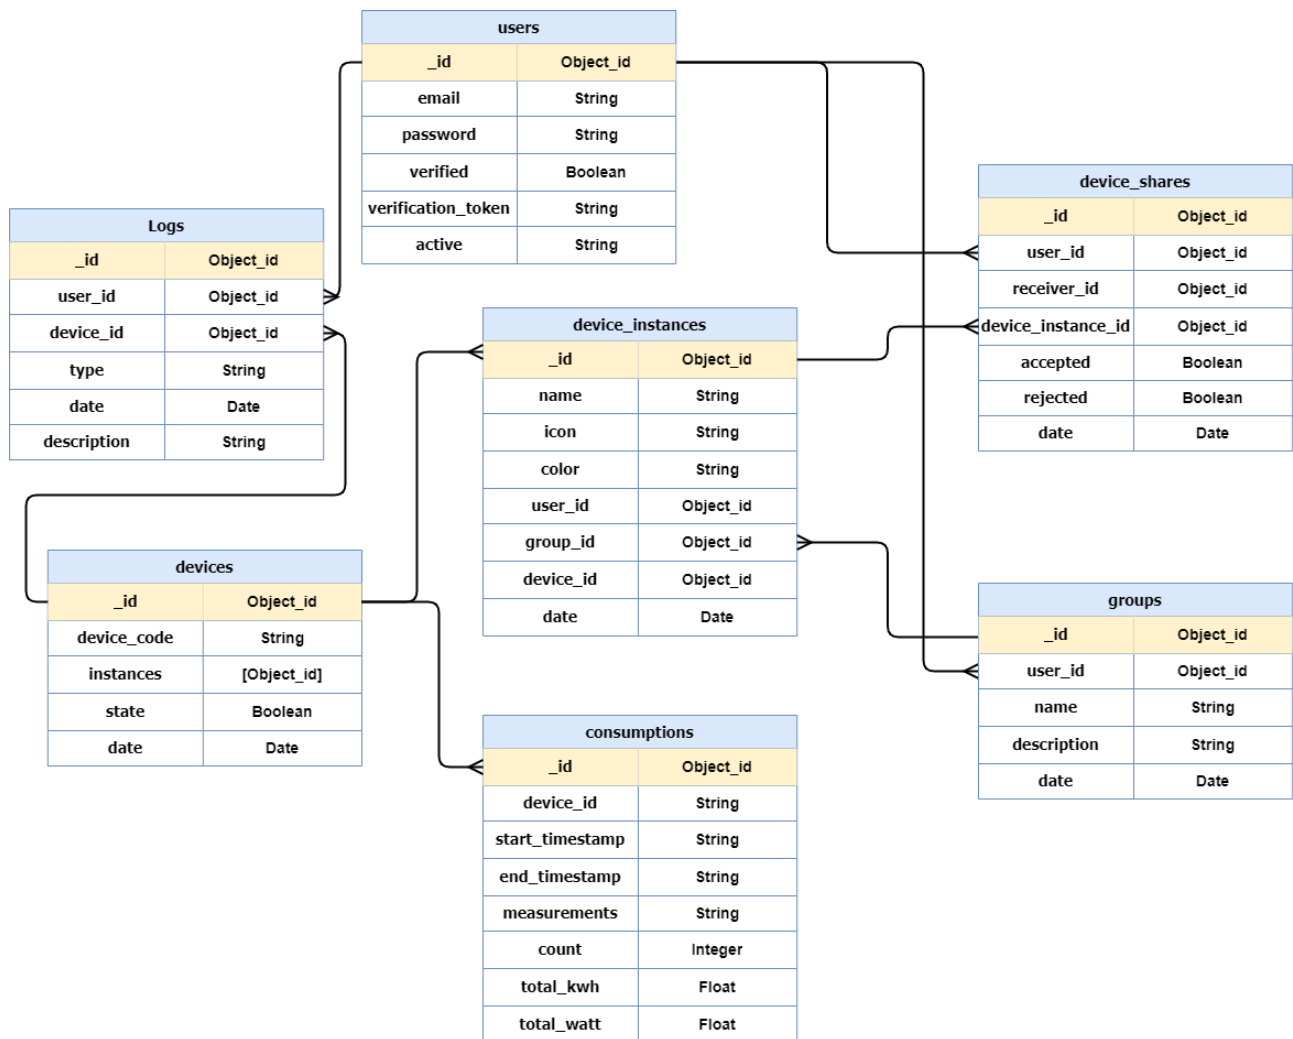 users
_id Object_id
email String
password String
verified Boolean
verification_token String
active String
Logs
_id Object_id
user_id Object_id
device_id Object_id
type String
date Date
description String
device_shares
_id Object_id
user_id Object_id
receiver_id Object_id
device_instance_id Object_id
accepted Boolean
rejected Boolean
date Date
device_instances
_id Object_id
name String
icon String
color String
user_id Object_id
group_id Object_id
device_id Object_id
date Date
devices
_id Object_id
device_code String
instances [Object_id]
state Boolean
date Date
groups
_id Object_id
user_id Object_id
name String
description String
date Date
consumptions
_id Object_id
device_id String
start_timestamp String
end_timestamp String
measurements String
count Integer
total_kwh Float
total_watt Float